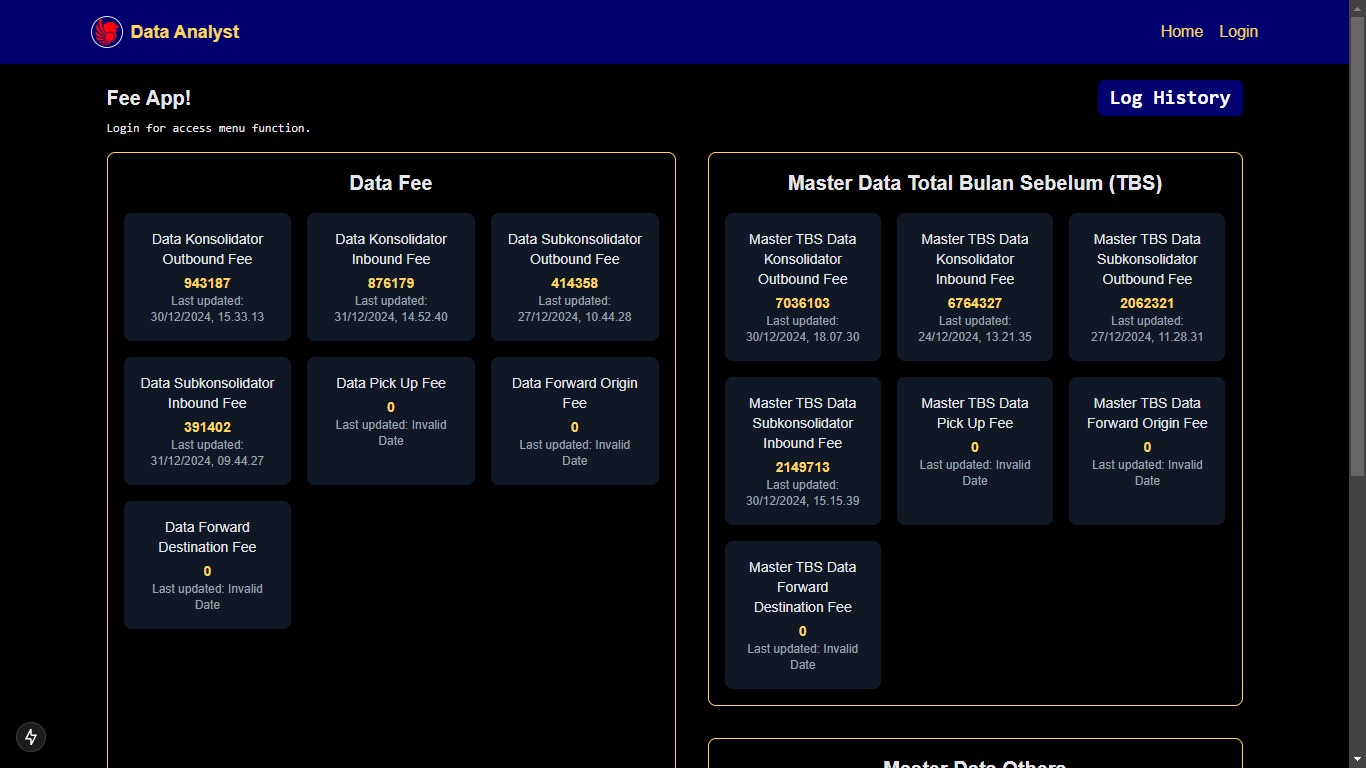 Data Analyst
Home
Login
Fee App!
Log History
Login for access menu function.
Data Fee
Data Konsolidator
Outbound Fee
943187
Last updated:
30/12/2024, 15.33.13
Data Konsolidator
Inbound Fee
876179
Last updated:
31/12/2024, 14.52.40
Data Subkonsolidator
Outbound Fee
414358
Last updated:
27/12/2024, 10.44.28
Data Subkonsolidator
Inbound Fee
391402
Last updated:
31/12/2024, 09.44.27
Data Pick Up Fee
0
Last updated: Invalid
Date
Data Forward Origin
Fee
0
Last updated: Invalid
Date
Data Forward
Destination Fee
0
Last updated: Invalid
Date
Master Data Total Bulan Sebelum (TBS)
Master TBS Data
Konsolidator
Outbound Fee
7036103
Last updated:
30/12/2024, 18.07.30
Master TBS Data
Konsolidator
Inbound Fee
6764327
Last updated:
24/12/2024, 13.21.35
Master TBS Data
Subkonsolidator
Outbound Fee
2062321
Last updated:
27/12/2024, 11.28.31
Master TBS Data
Subkonsolidator
Inbound Fee
2149713
Last updated:
30/12/2024, 15.15.39
Master TBS Data
Pick Up Fee
0
Last updated: Invalid
Date
Master TBS Data
Forward Origin Fee
0
Last updated: Invalid
Date
Master TBS Data
Forward
Destination Fee
0
Last updated: Invalid
Date
Master Data Others